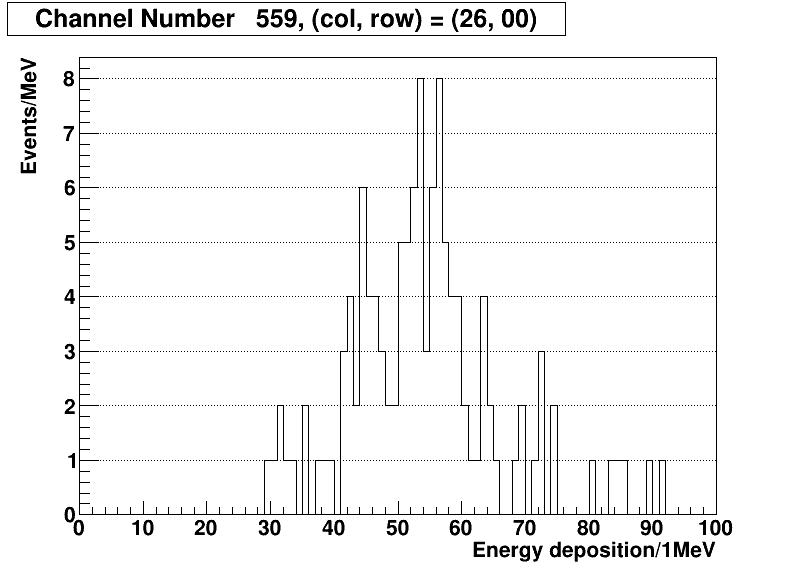 Channel Number   559, (col, row) = (26, 00)
Events/MeV
8
7
6
5
4
3
2
1
0
0 10 20 30 40 50 60 70 80 90 100
Energy deposition/1MeV